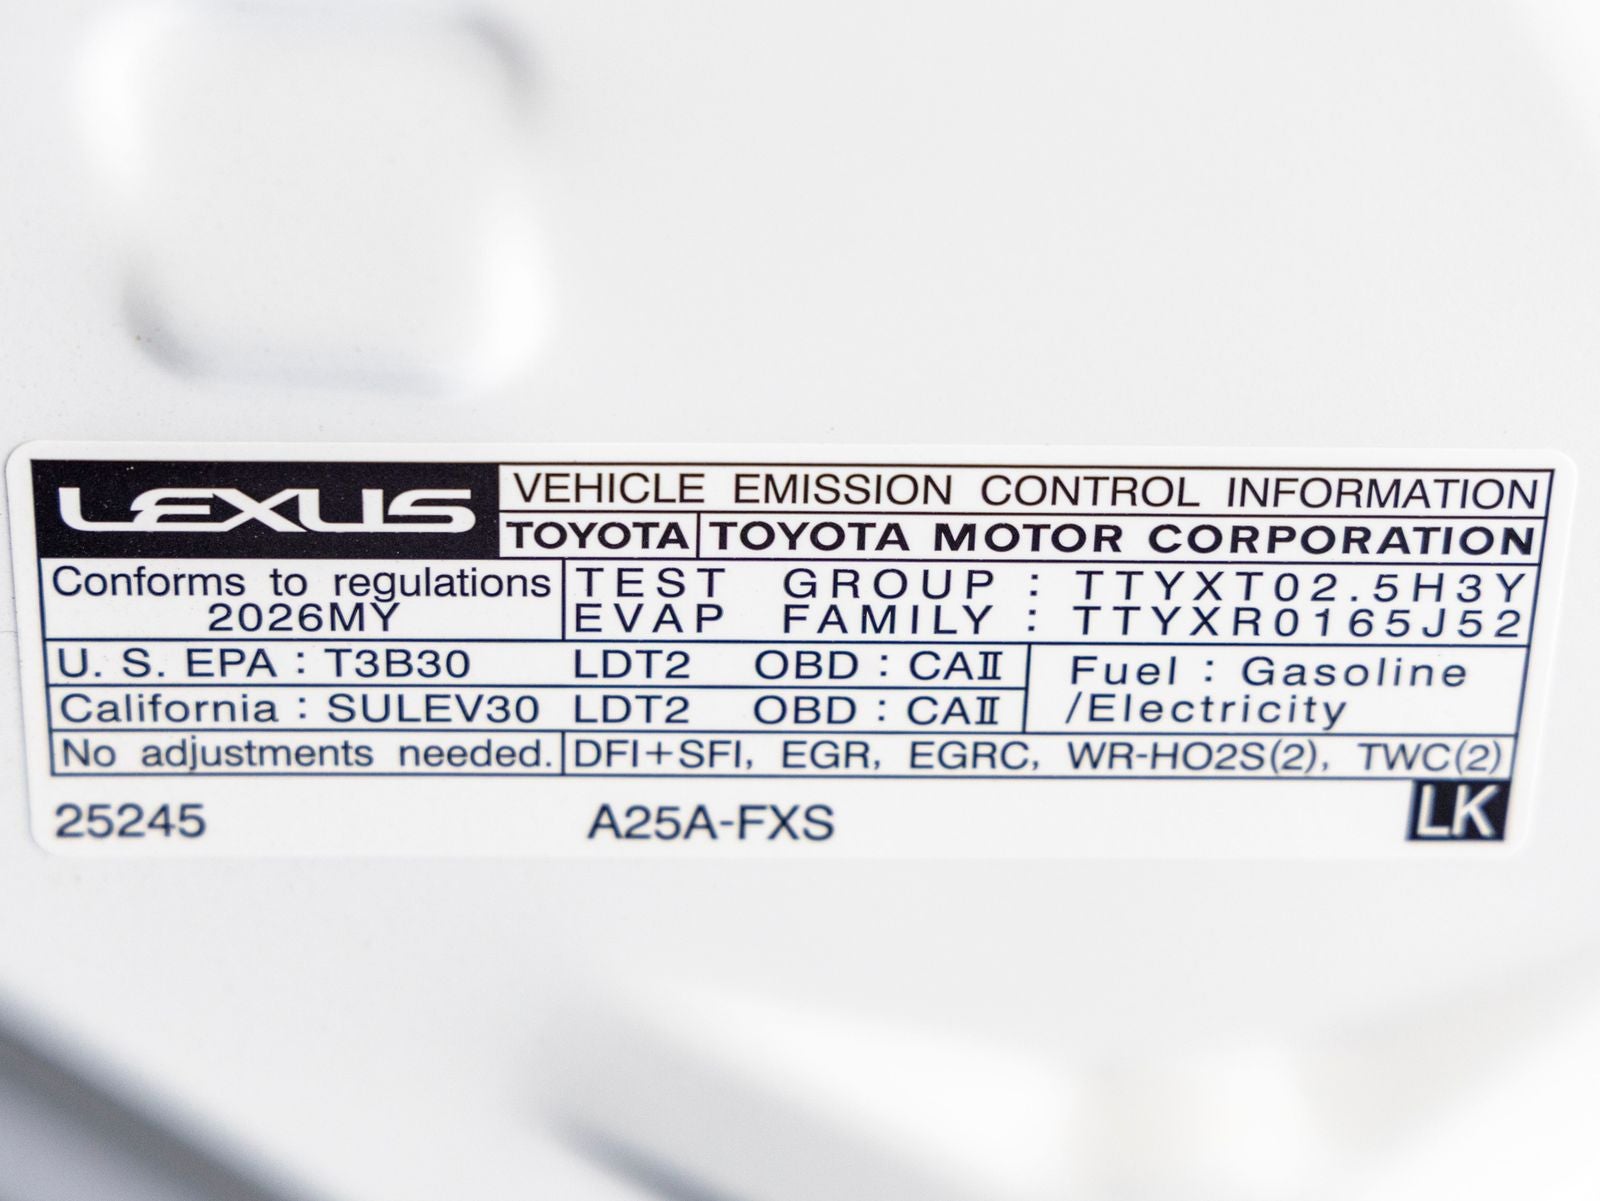 LEXUS VEHICLE EMISSION CONTROL INFORMATION
TOYOTA TOYOTA MOTOR CORPORATION
Conforms to regulations TEST GROUP : TTYXT02.5H3Y
2026MY EVAP FAMILY : TTYXR0165J52
U. S. EPA : T3B30 LDT2 OBD : CAII Fuel : Gasoline
California : SULEV30 LDT2 OBD : CAII /Electricity
No adjustments needed. DFI+SFI, EGR, EGRC, WR-HO2S(2), TWC(2)
25245 A25A-FXS LK